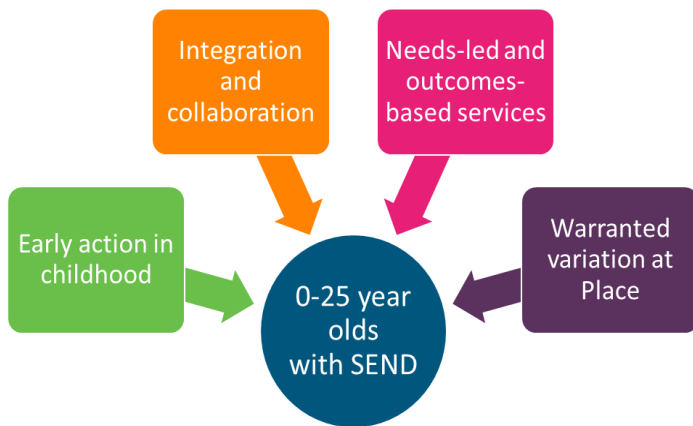 Integration
and
collaboration
Needs-led and
outcomes-
based services
Early action in
childhood
Warranted
variation at
Place
0-25 year
olds
with SEND